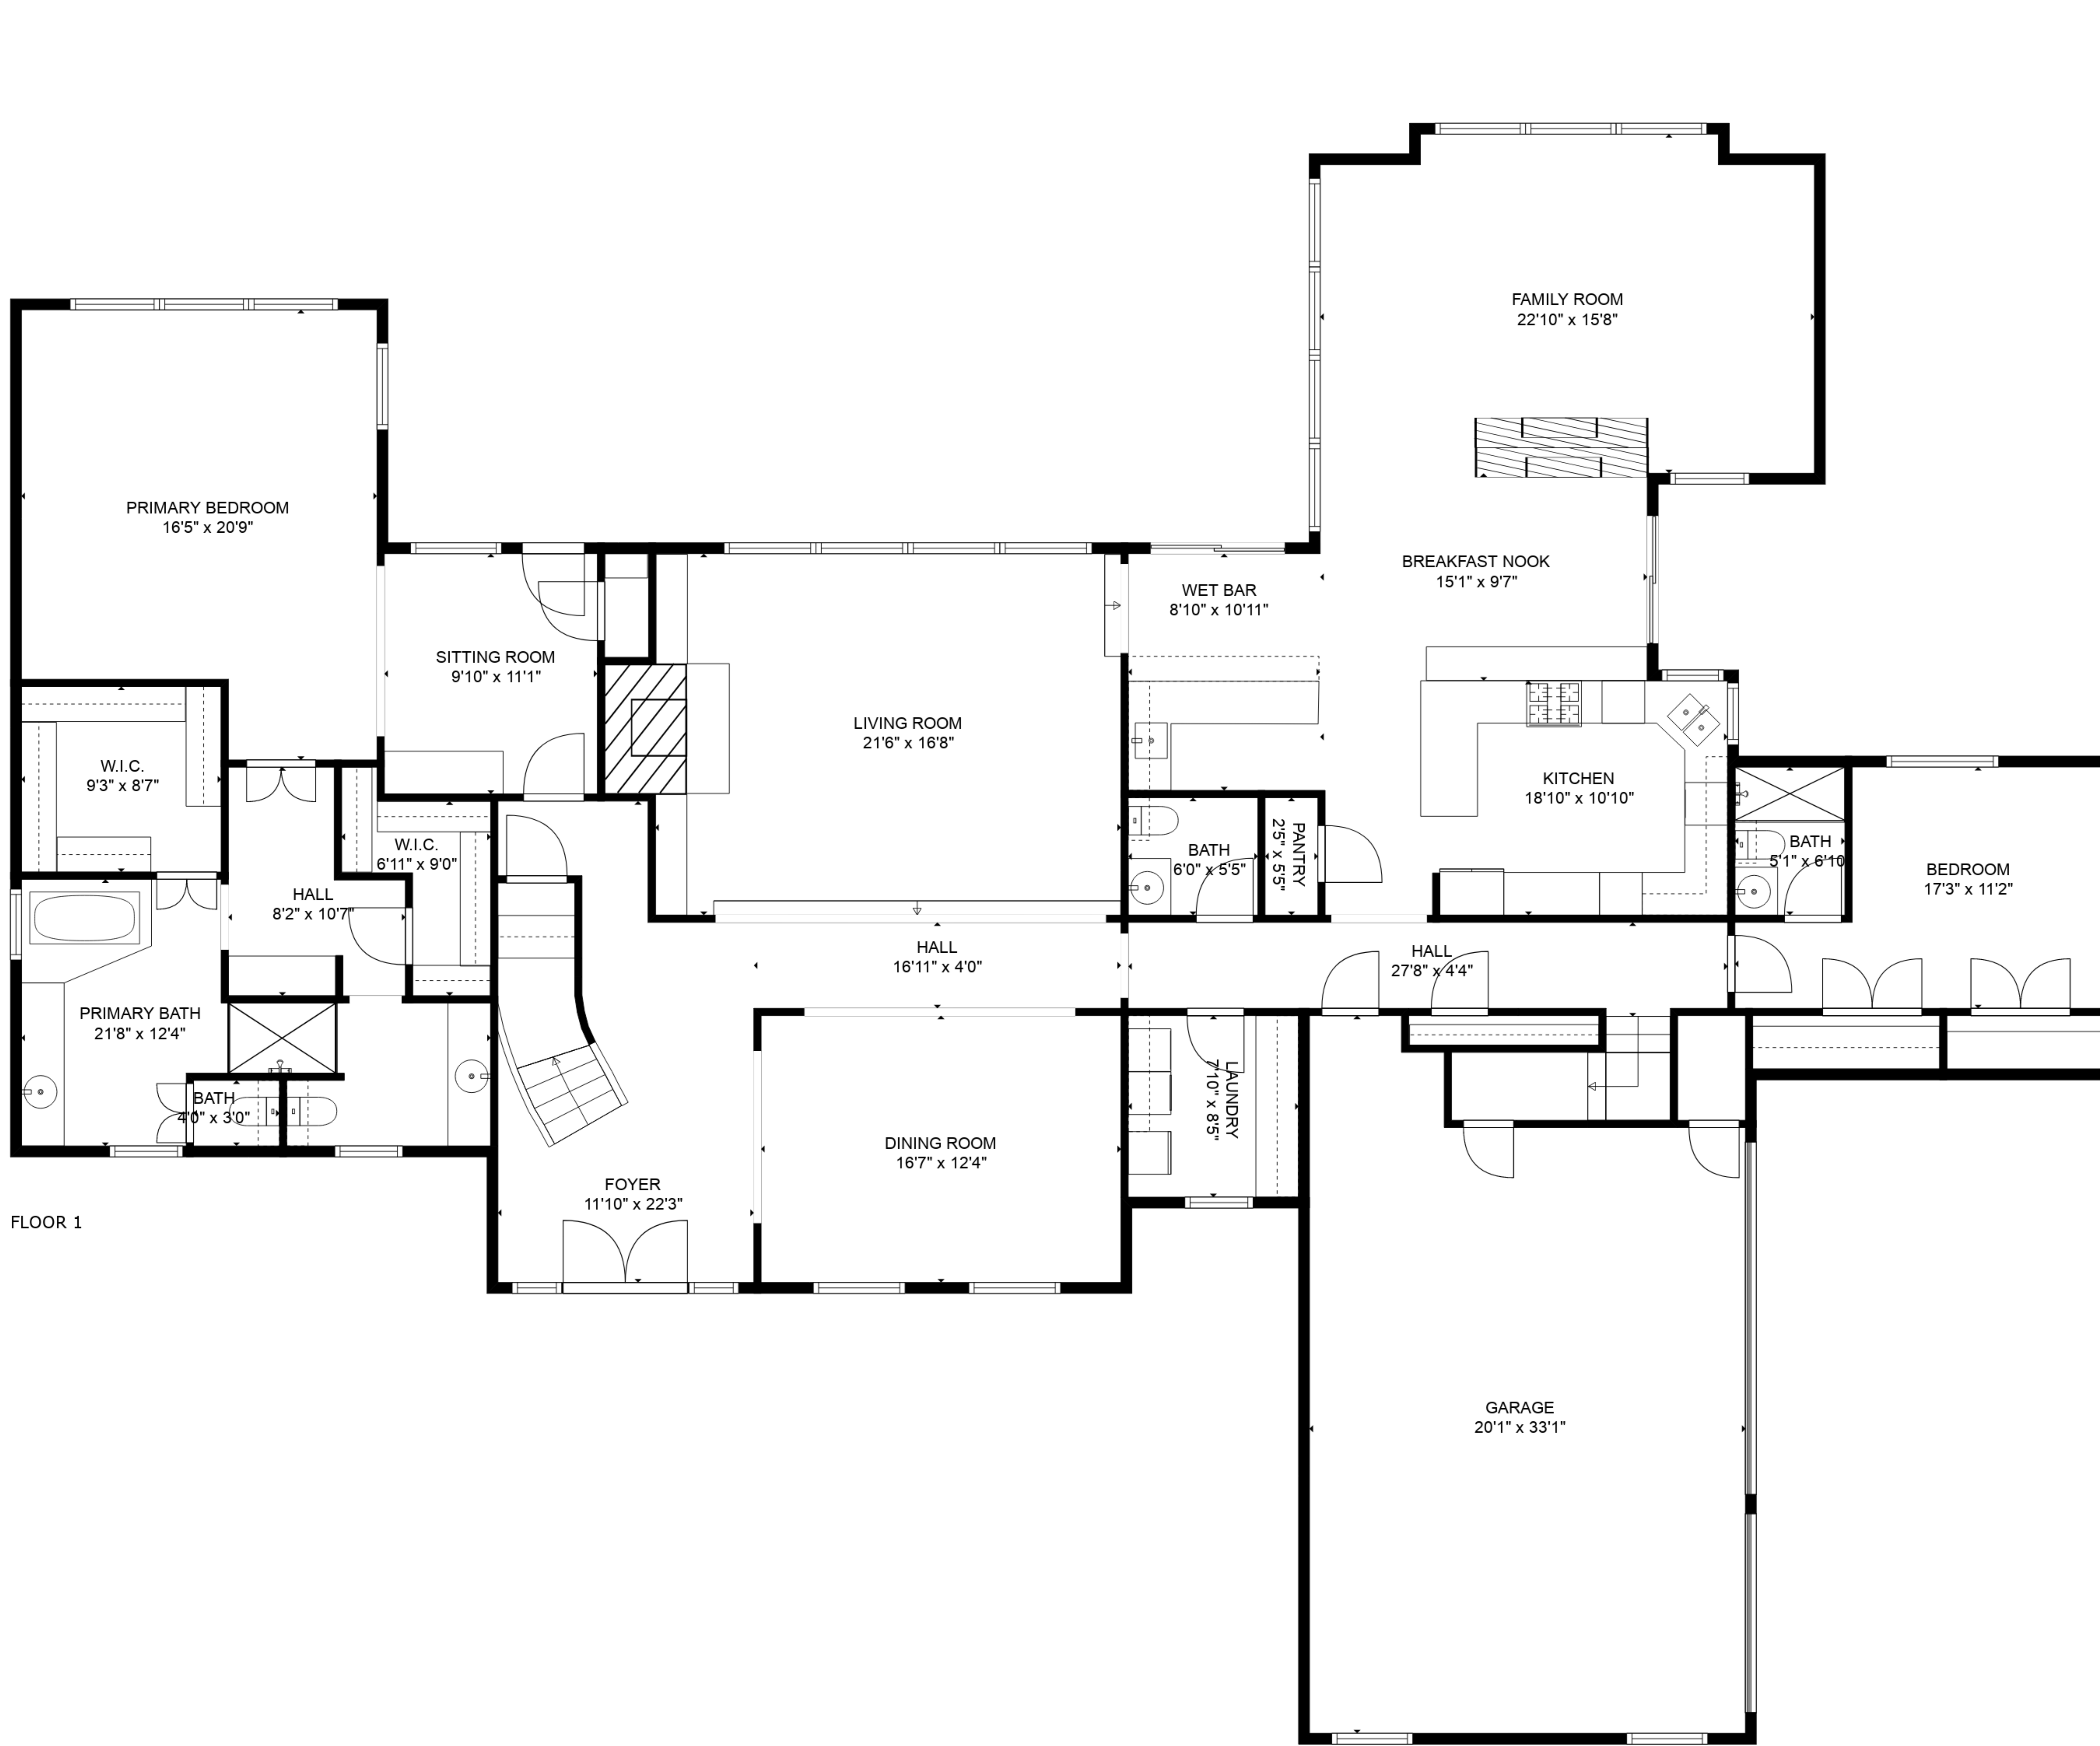 FAMILY ROOM
22'10" x 15'8"
PRIMARY BEDROOM
16'5" x 20'9"
BREAKFAST NOOK
15'1" x 9'7"
WET BAR
8'10" x 10'11"
SITTING ROOM
9'10" x 11'1"
LIVING ROOM
21'6" x 16'8"
W.I.C.
9'3" x 8'7"
KITCHEN
18'10" x 10'10"
W.I.C.
6'11" x 9'0"
BATH
6'0" x 5'5"
PANTRY
2'5" x 5'5"
BATH
5'1" x 6'10
BEDROOM
17'3" x 11'2"
HALL
8'2" x 10'7"
HALL
16'11" x 4'0"
HALL
27'8" x 4'4"
PRIMARY BATH
21'8" x 12'4"
BATH
4'0" x 3'0"
LAUNDRY
7'10" x 8'5"
DINING ROOM
16'7" x 12'4"
FOYER
11'10" x 22'3"
FLOOR 1
GARAGE
20'1" x 33'1"